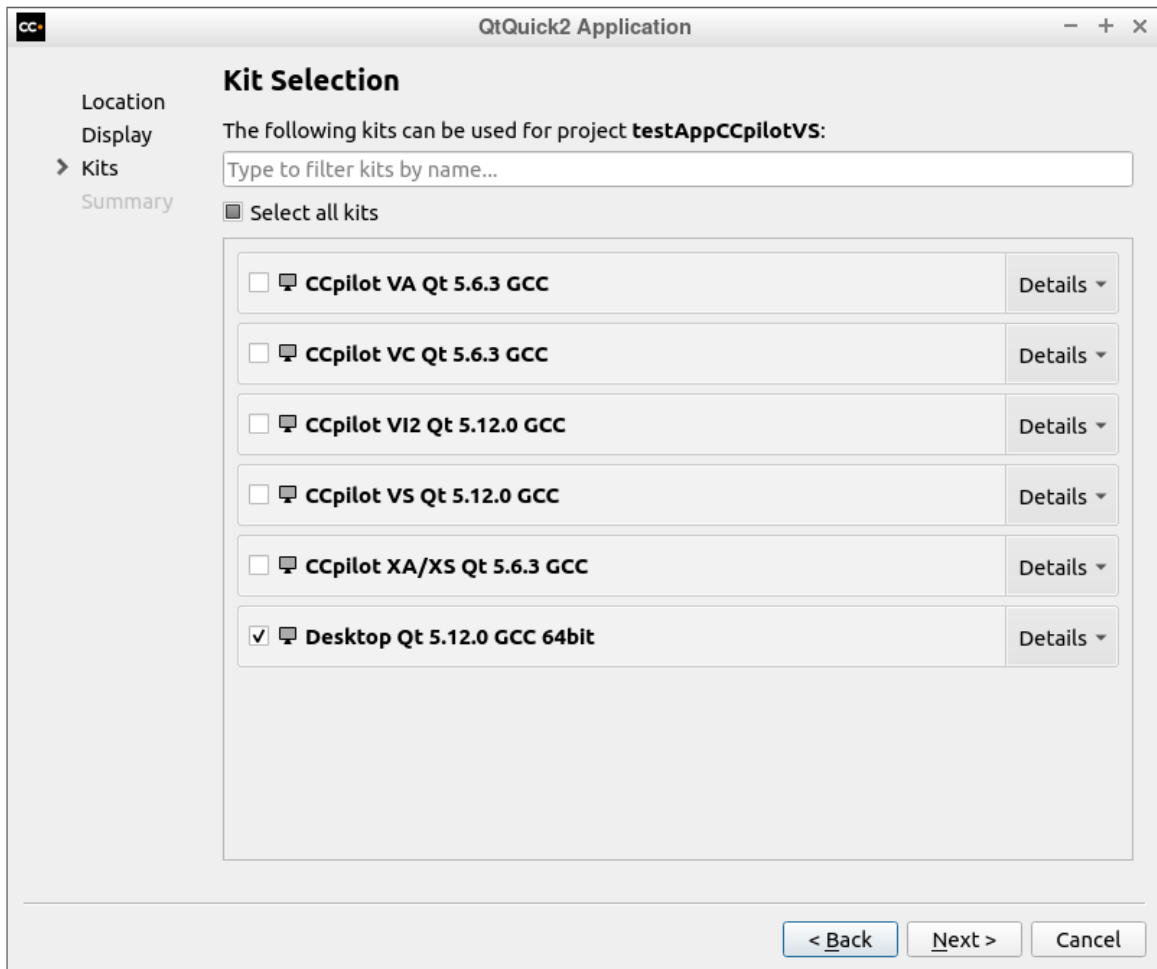 CC
QtQuick2 Application
Location
Display
Kits
Summary
Kit Selection
The following kits can be used for project testAppCCpilotVS:
Type to filter kits by name...
Select all kits
CCpilot VA Qt 5.6.3 GCC Details
CCpilot VC Qt 5.6.3 GCC Details
CCpilot VI2 Qt 5.12.0 GCC Details
CCpilot VS Qt 5.12.0 GCC Details
CCpilot XA/XS Qt 5.6.3 GCC Details
Desktop Qt 5.12.0 GCC 64bit Details
< Back Next > Cancel